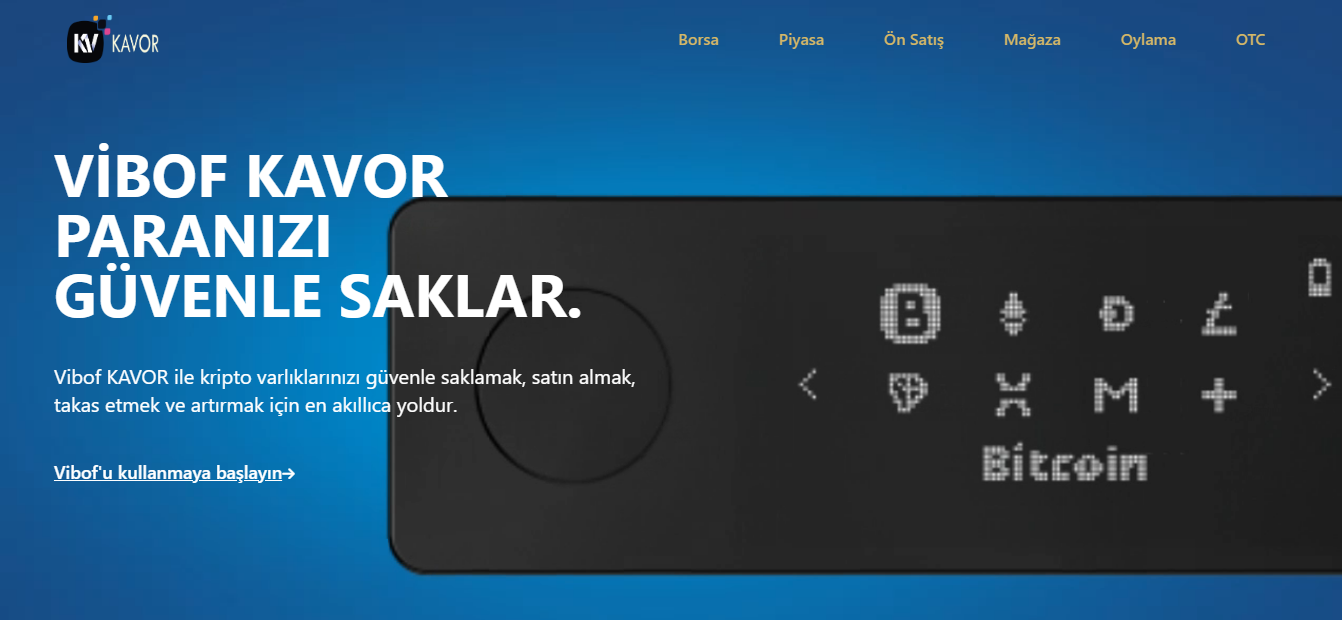 KV KAVOR
Borsa Piyasa Ön Satış Mağaza Oylama OTC
VİBOF KAVOR
PARANIZI
GÜVENLE SAKLAR.
Vibof KAVOR ile kripto varlıklarınızı güvenle saklamak, satın almak,
takas etmek ve artırmak için en akıllıca yoldur.
Vibof'u kullanmaya başlayın→
Bitcoin